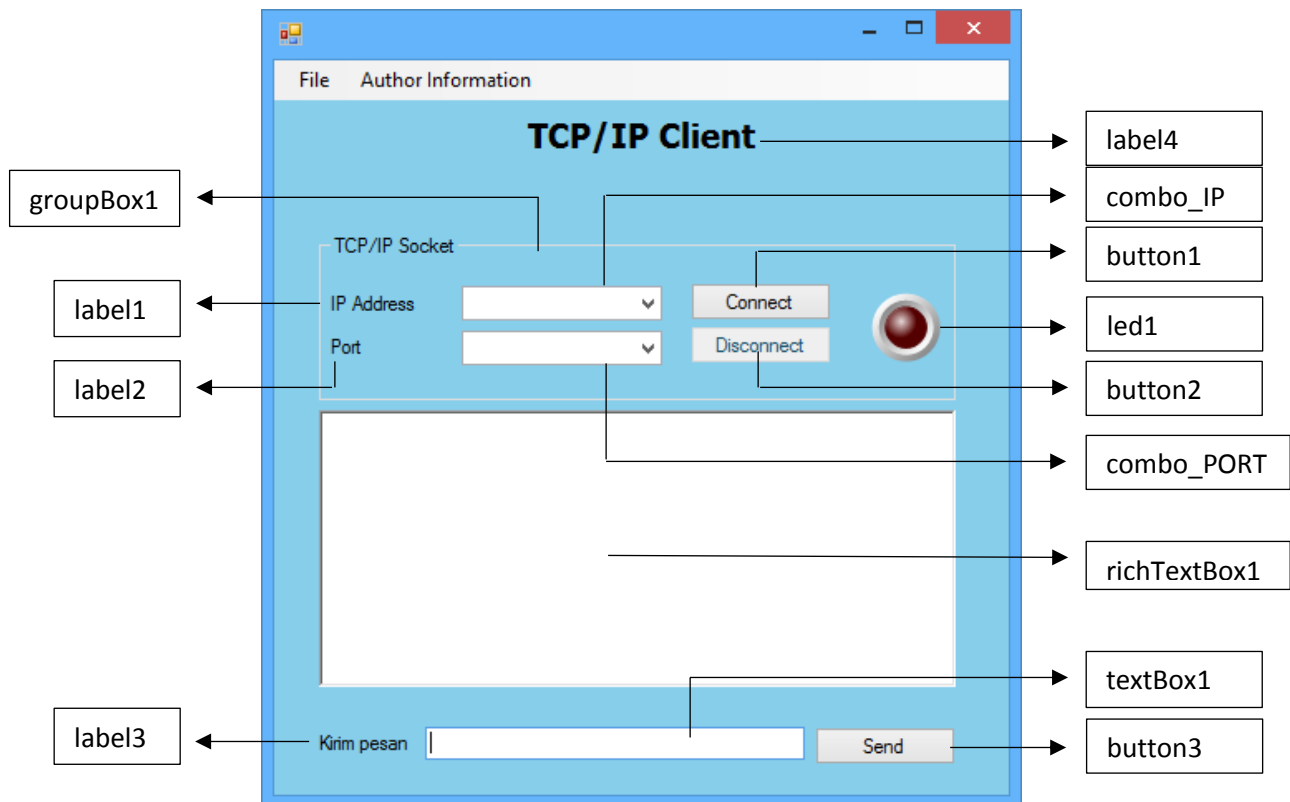 File Author Information
TCP/IP Client
label4
groupBox1
combo_IP
TCP/IP Socket
button1
label1
IP Address
Connect
led1
Port
Disconnect
label2
button2
combo_PORT
richTextBox1
textBox1
label3
Kirim pesan
Send
button3